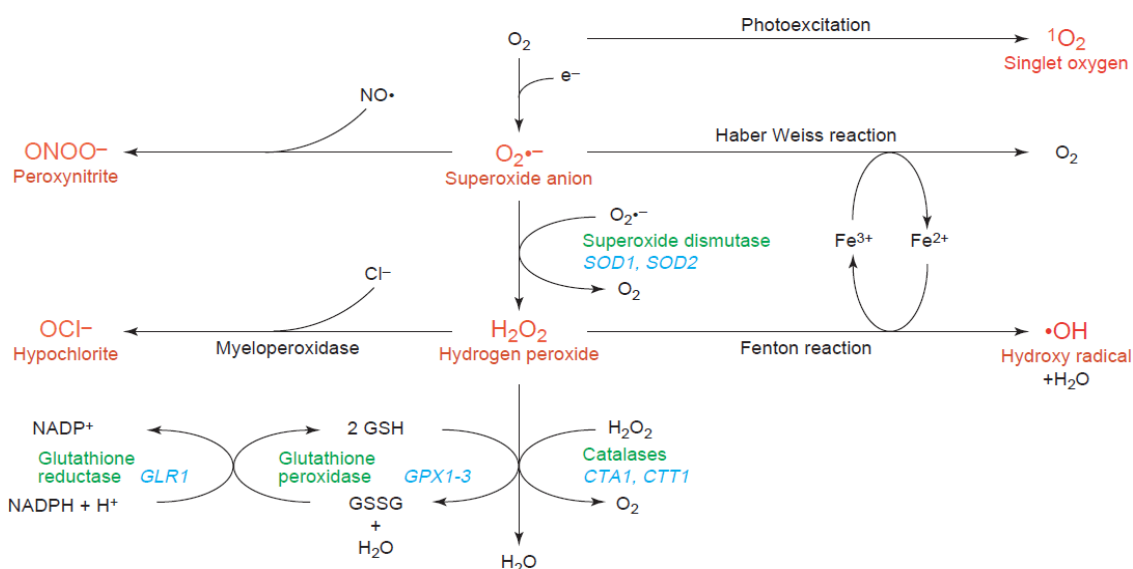 Photoexcitation
O₂
¹O₂
Singlet oxygen
e⁻
NO•
Haber Weiss reaction
ONOO⁻
Peroxynitrite
O₂•⁻
Superoxide anion
O₂
O₂•⁻
Superoxide dismutase
SOD1, SOD2
O₂
Fe³⁺
Fe²⁺
Cl⁻
OCl⁻
Hypochlorite
Myeloperoxidase
H₂O₂
Hydrogen peroxide
Fenton reaction
•OH
Hydroxy radical
+H₂O
NADP⁺
2 GSH
H₂O₂
Glutathione
reductase
GLR1
Glutathione
peroxidase
GPX1-3
Catalases
CTA1, CTT1
NADPH + H⁺
GSSG
+
H₂O
O₂
H₂O